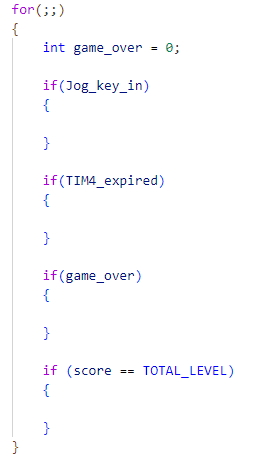 for(;;)
{
int game_over = 0;
if(Jog_key_in)
{
}
if(TIM4_expired)
{
}
if(game_over)
{
}
if (score == TOTAL_LEVEL)
{
}
}